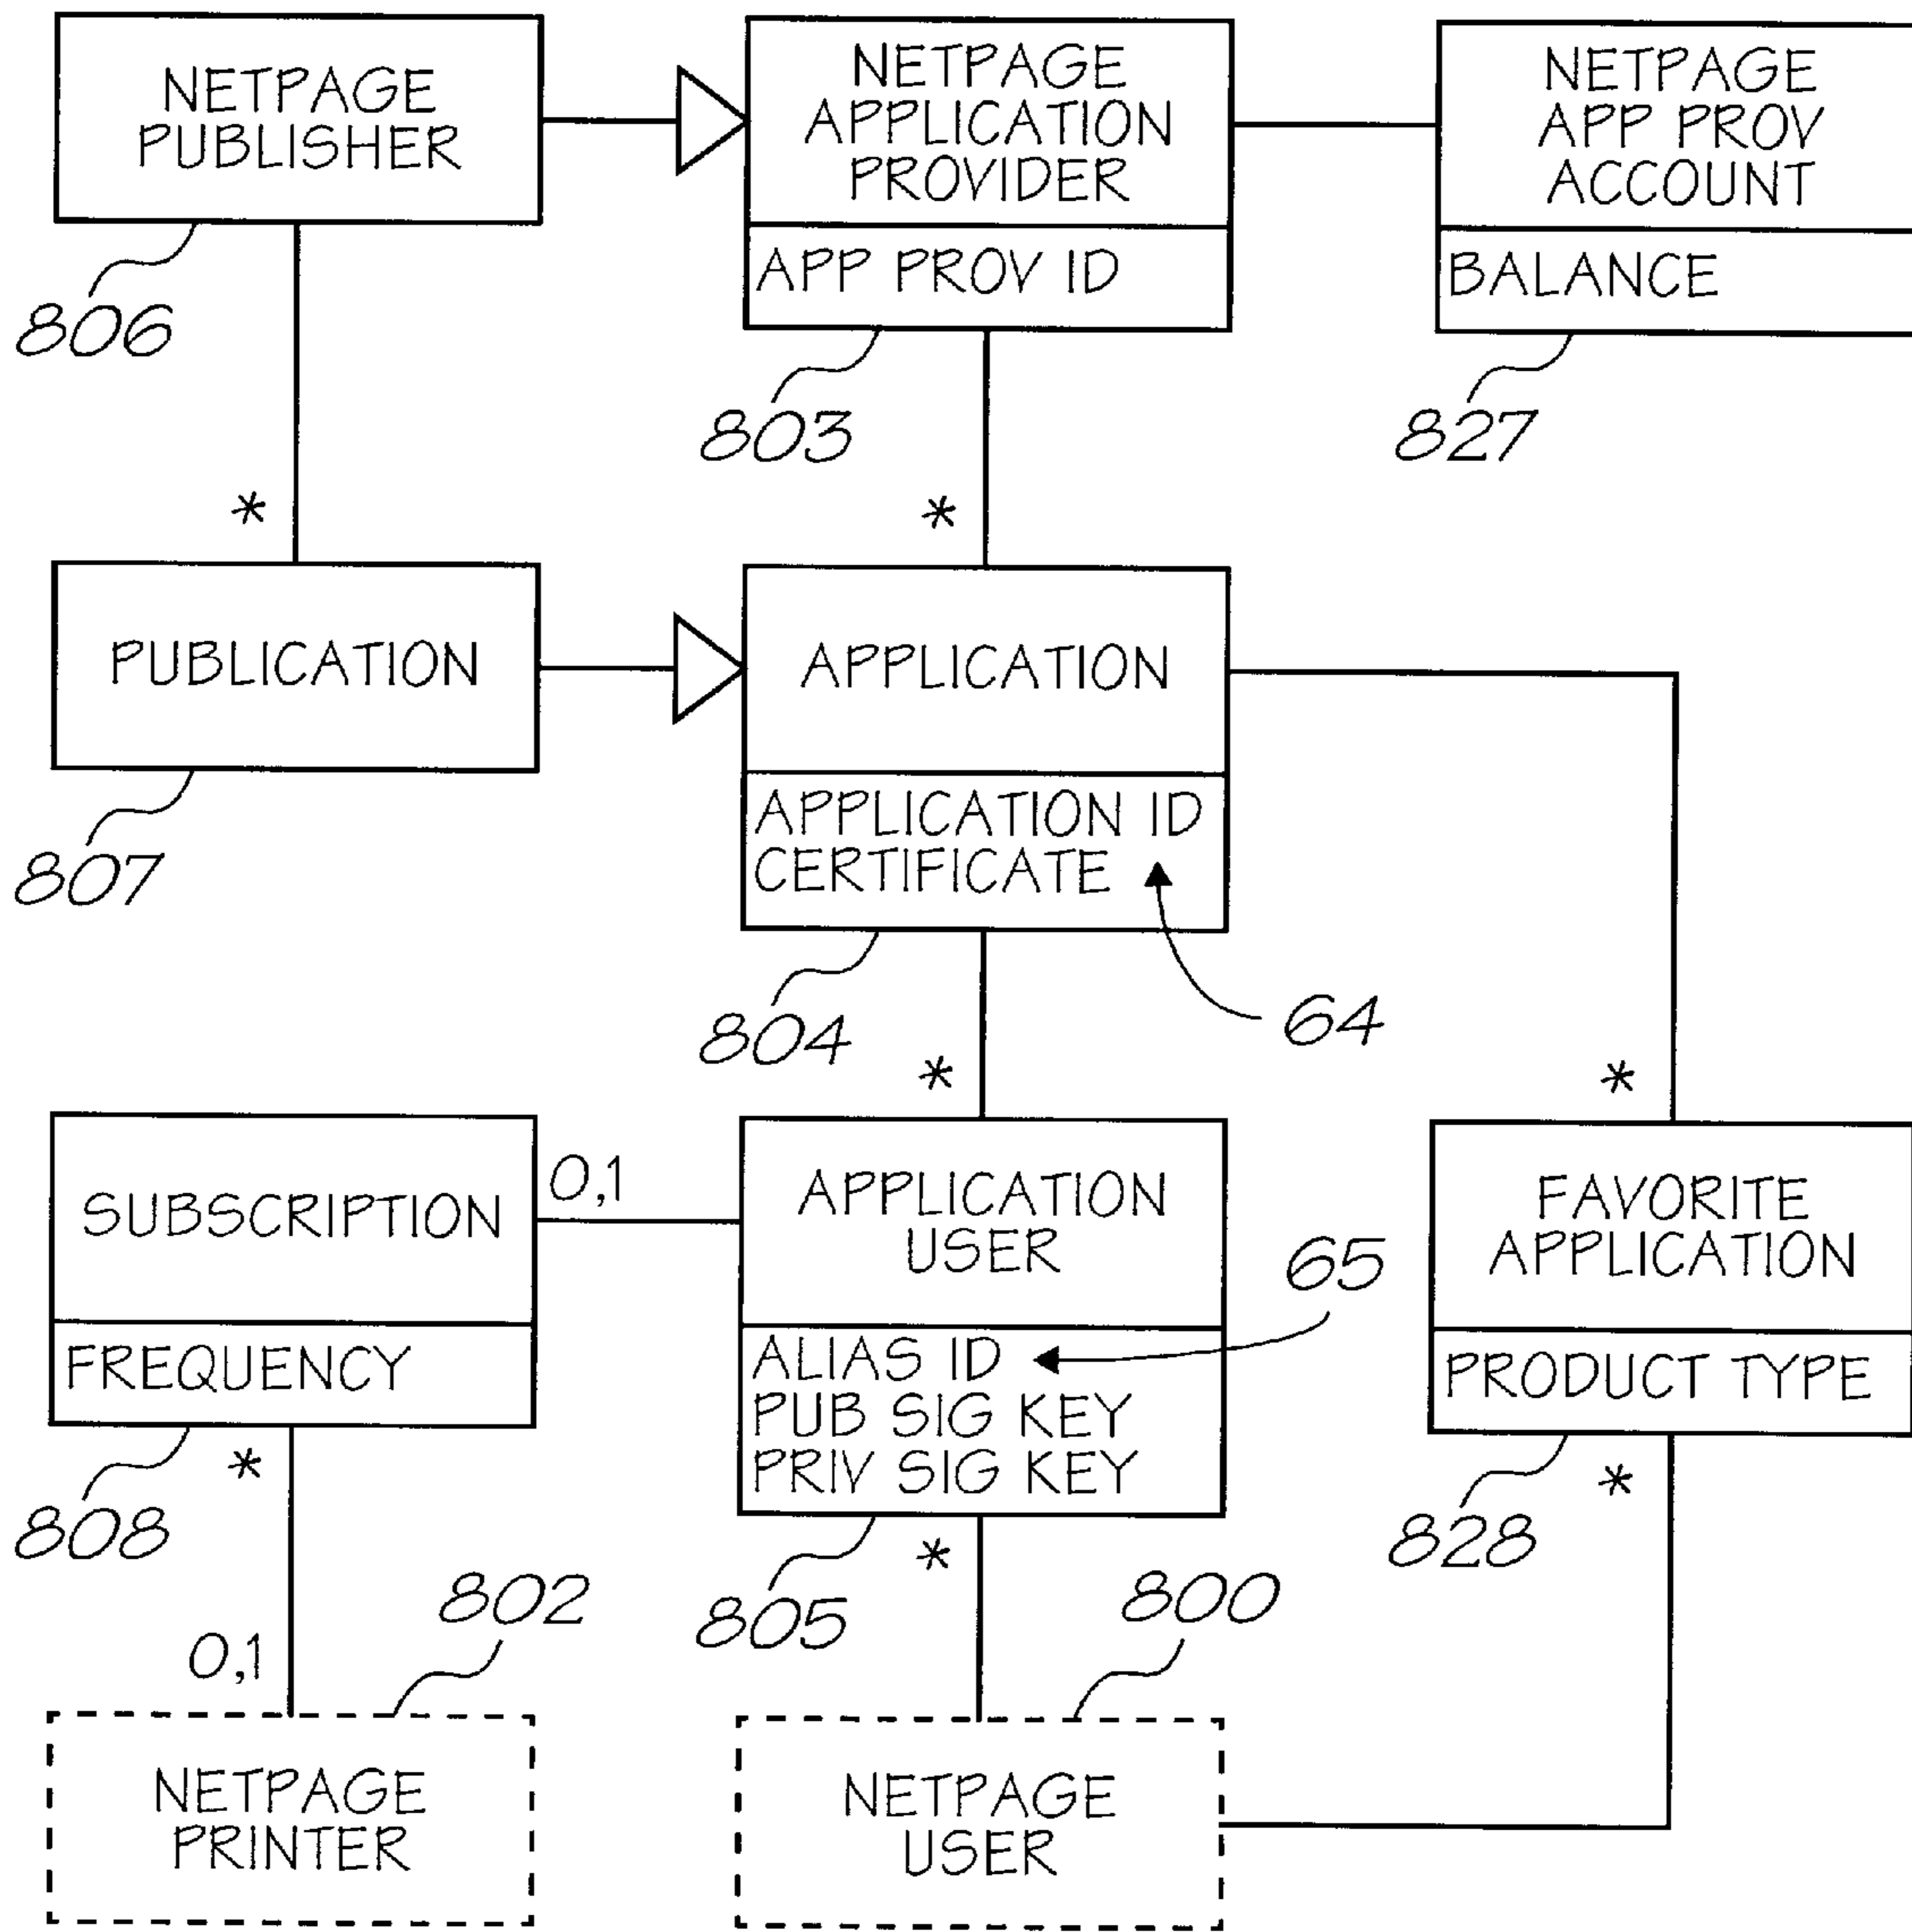 NETPAGE
PUBLISHER
806
NETPAGE
APPLICATION
PROVIDER
APP PROV ID
803
NETPAGE
APP PROV
ACCOUNT
BALANCE
827
*
*
PUBLICATION
807
APPLICATION
APPLICATION ID
CERTIFICATE
64
804
*
*
SUBSCRIPTION
FREQUENCY
0,1
808
*
APPLICATION
USER
ALIAS ID
PUB SIG KEY
PRIV SIG KEY
65
805
*
FAVORITE
APPLICATION
PRODUCT TYPE
828
*
802
0,1
NETPAGE
PRINTER
800
NETPAGE
USER